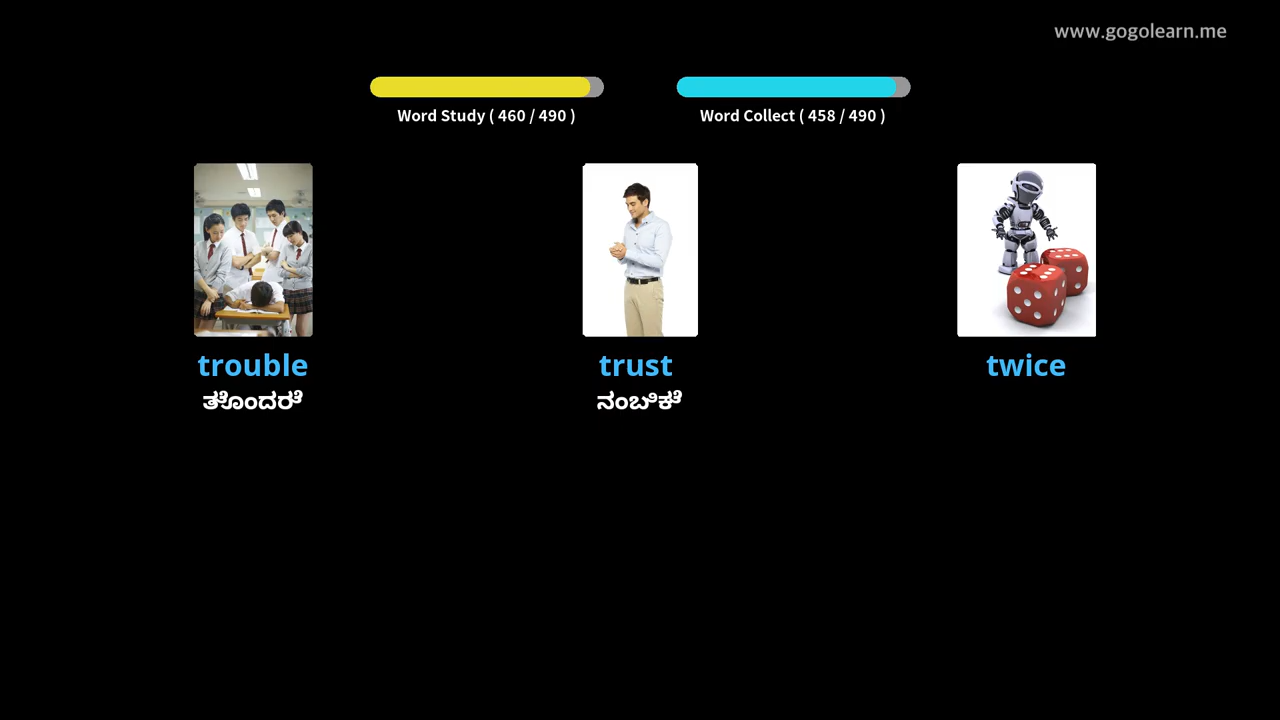 www.gogolearn.me
Word Study ( 460 / 490 )
Word Collect ( 458 / 490 )
trouble
ತೊಂದರೆ
trust
ನಂಬಿಕೆ
twice